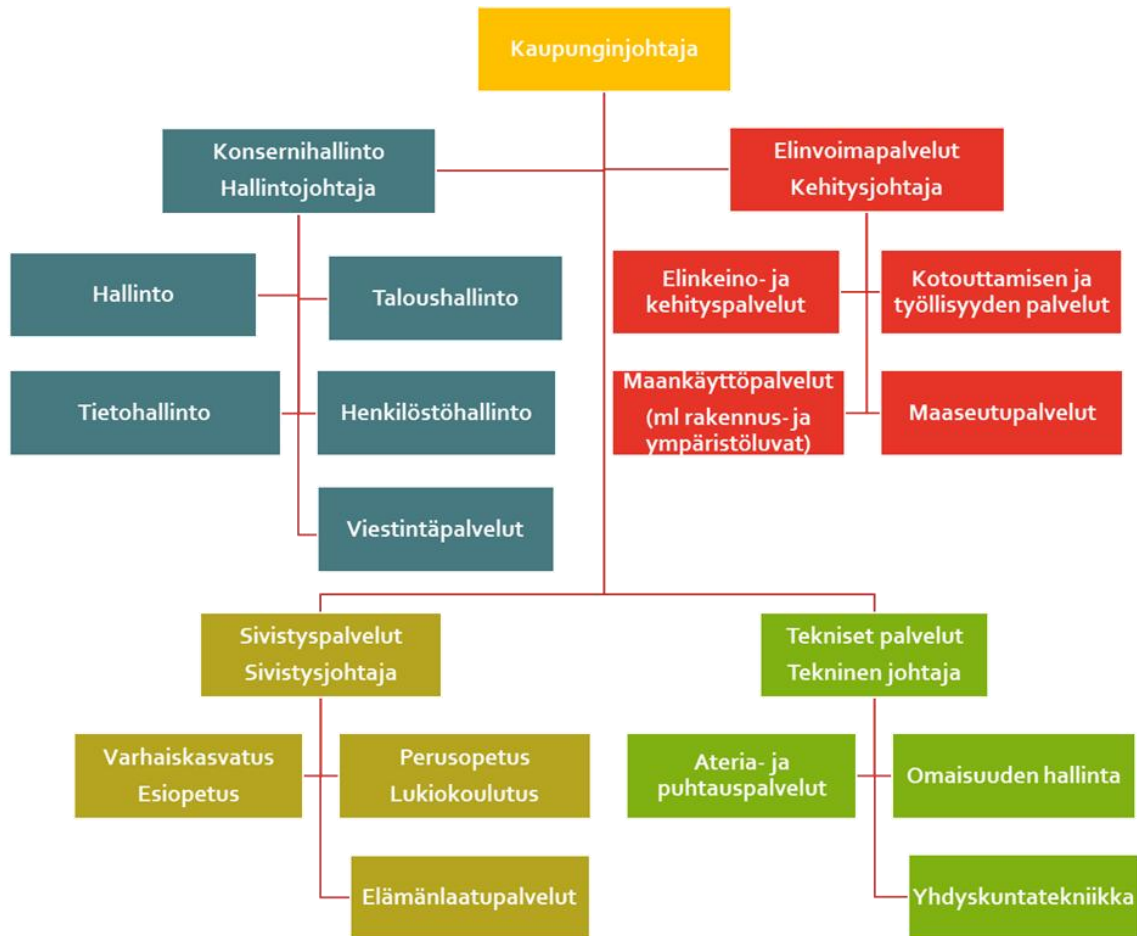 Kaupunginjohtaja
Konsernihallinto
Hallintojohtaja
Elinvoimapalvelut
Kehitysjohtaja
Hallinto
Taloushallinto
Elinkeino- ja
kehityspalvelut
Kotouttamisen ja
työllisyyden palvelut
Tietohallinto
Henkilöstöhallinto
Maankäyttöpalvelut
(ml rakennus- ja
ympäristöluvat)
Maaseutupalvelut
Viestintäpalvelut
Sivistyspalvelut
Sivistysjohtaja
Tekniset palvelut
Tekninen johtaja
Varhaiskasvatus
Esiopetus
Perusopetus
Lukiokoulutus
Ateria- ja
puhtauspalvelut
Omaisuuden hallinta
Elämänlaatupalvelut
Yhdyskuntatekniikka